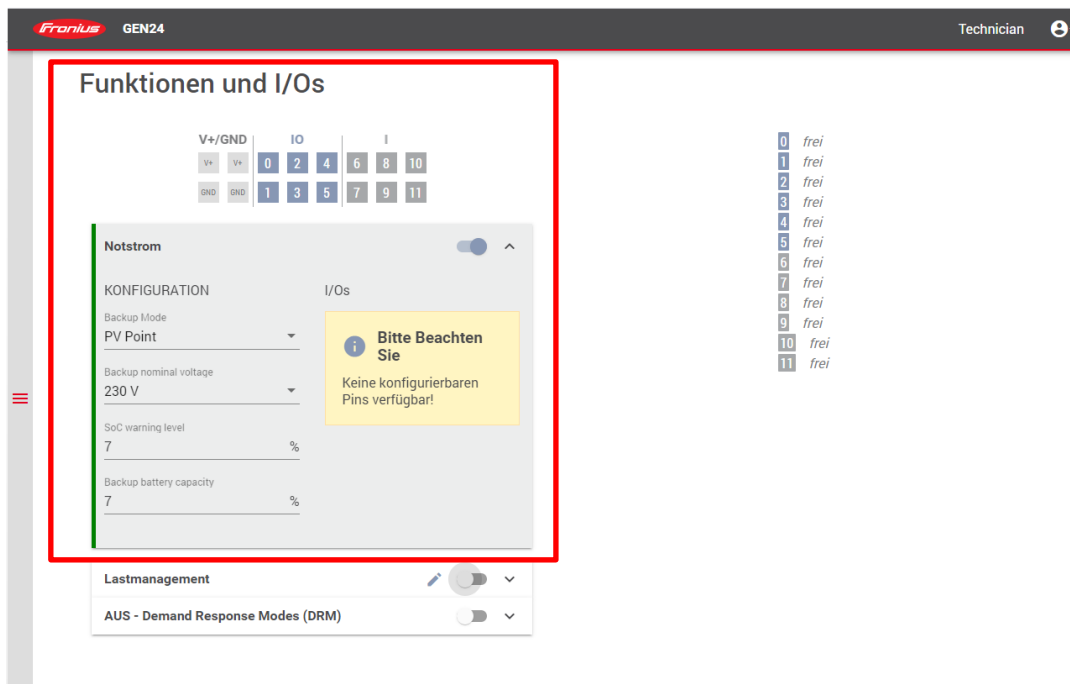 Fronius GEN24 Technician
Funktionen und I/Os
V+/GND IO I
V+ V+ 0 2 4 6 8 10
GND GND 1 3 5 7 9 11
Notstrom
KONFIGURATION I/Os
Backup Mode
PV Point
Backup nominal voltage
230 V
SoC warning level
7 %
Backup battery capacity
7 %
Bitte Beachten
Sie
Keine konfigurierbaren
Pins verfügbar!
Lastmanagement
AUS - Demand Response Modes (DRM)
0 frei
1 frei
2 frei
3 frei
4 frei
5 frei
6 frei
7 frei
8 frei
9 frei
10 frei
11 frei